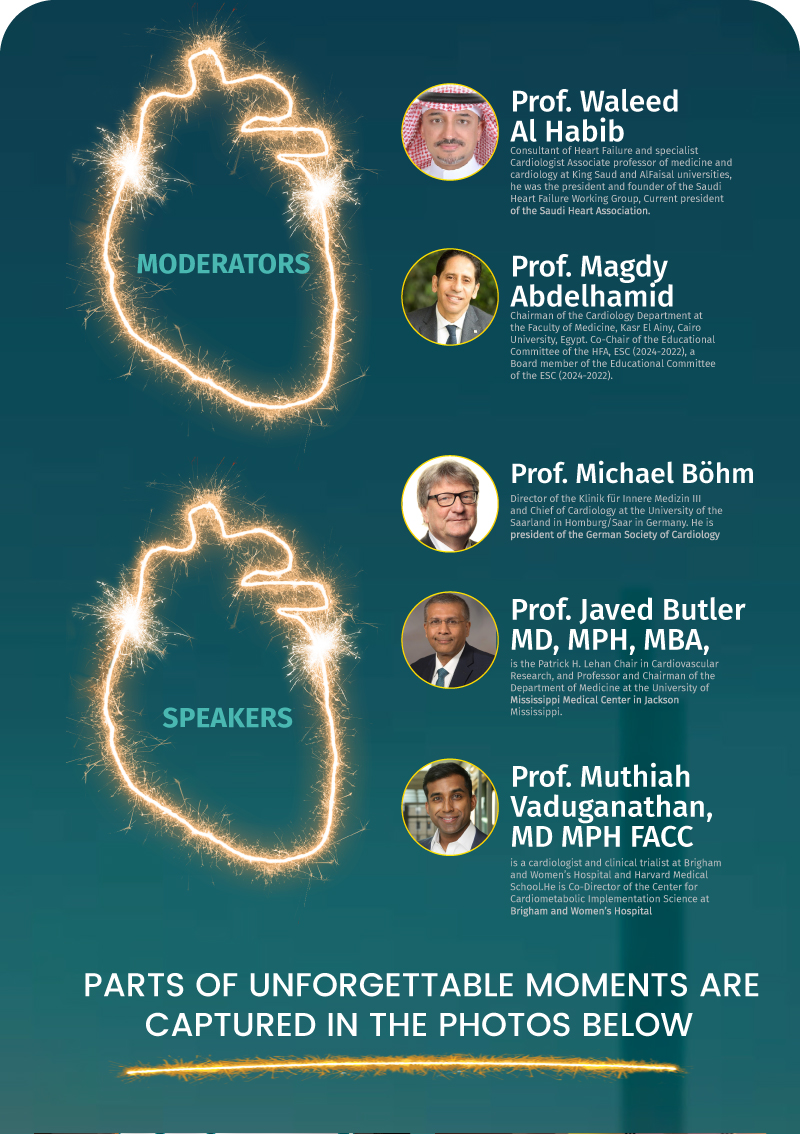 MODERATORS
Prof. Waleed
Al Habib
Consultant of Heart Failure and specialist
Cardiologist Associate professor of medicine and
cardiology at King Saud and AlFaisal universities,
he was the president and founder of the Saudi
Heart Failure Working Group, Current president
of the Saudi Heart Association.
Prof. Magdy
Abdelhamid
Chairman of the Cardiology Department at
the Faculty of Medicine, Kasr El Ainy, Cairo
University, Egypt. Co-Chair of the Educational
Committee of the HFA, ESC (2024-2022), a
Board member of the Educational Committee
of the ESC (2024-2022).
SPEAKERS
Prof. Michael Böhm
Director of the Klinik für Innere Medizin III
and Chief of Cardiology at the University of the
Saarland in Homburg/Saar in Germany. He is
president of the German Society of Cardiology
Prof. Javed Butler
MD, MPH, MBA,
is the Patrick H. Lehan Chair in Cardiovascular
Research, and Professor and Chairman of the
Department of Medicine at the University of
Mississippi Medical Center in Jackson
Mississippi.
Prof. Muthiah
Vaduganathan,
MD MPH FACC
is a cardiologist and clinical trialist at Brigham
and Women's Hospital and Harvard Medical
School.He is Co-Director of the Center for
Cardiometabolic Implementation Science at
Brigham and Women's Hospital
PARTS OF UNFORGETTABLE MOMENTS ARE
CAPTURED IN THE PHOTOS BELOW